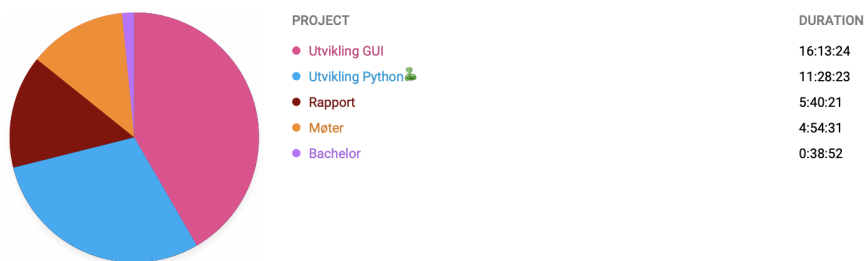 PROJECT DURATION
Utvikling GUI 16:13:24
Utvikling Python🐍 11:28:23
Rapport 5:40:21
Møter 4:54:31
Bachelor 0:38:52